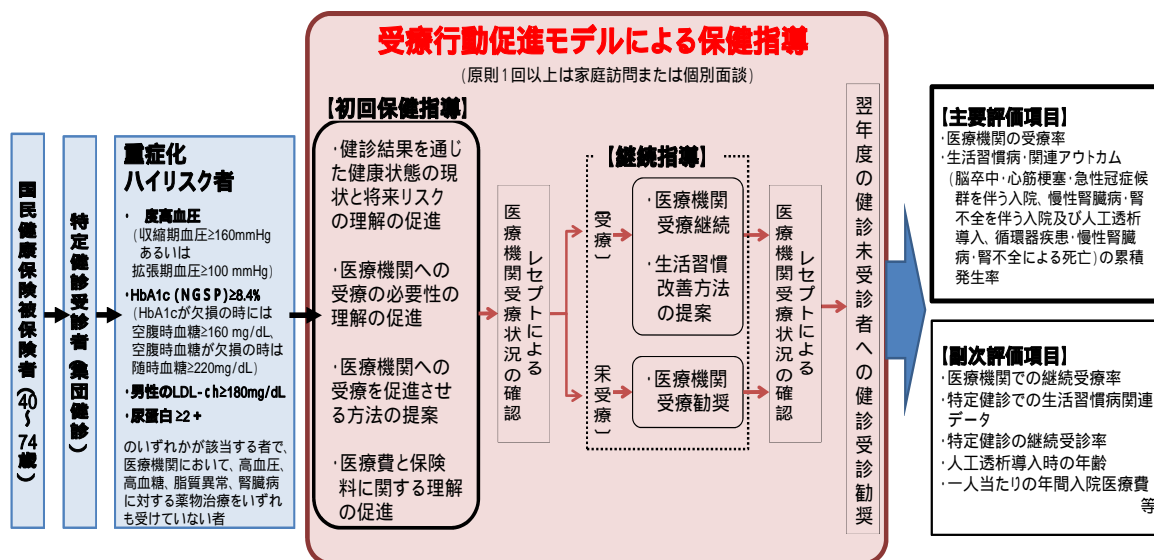 国民健康保険被保険者(40~74歳)
特定健診受診者(集団健診)
重症化
ハイリスク者
・ 度高血圧
(収縮期血圧≥160mmHg
あるいは
拡張期血圧≥100 mmHg)
・HbA1c (NGSP)≥8.4%
(HbA1cが欠損の時には
空腹時血糖≥160 mg/dL、
空腹時血糖が欠損の時は
随時血糖≥220mg/dL)
・男性のLDL-ch≥180mg/dL
・尿蛋白≥2+
のいずれかが該当する者で、
医療機関において、高血圧、
高血糖、脂質異常、腎臓病
に対する薬物治療をいずれ
も受けていない者
受療行動促進モデルによる保健指導
(原則1回以上は家庭訪問または個別面談)
【初回保健指導】
・健診結果を通じ
た健康状態の現
状と将来リスク
の理解の促進
・医療機関への
受療の必要性の
理解の促進
・医療機関への
受療を促進させ
る方法の提案
・医療費と保険
料に関する理解
の促進
レセプトによる
医療機関受療状況の確認
【継続指導】
受療〕
・医療機関
受療継続
・生活習慣
改善方法
の提案
未受療〕
・医療機関
受療勧奨
レセプトによる
医療機関受療状況の確認
翌年度の健診未受診者への健診受診勧奨
【主要評価項目】
・医療機関の受療率
・生活習慣病・関連アウトカム
(脳卒中・心筋梗塞・急性冠症候
群を伴う入院、慢性腎臓病・腎
不全を伴う入院及び人工透析
導入、循環器疾患・慢性腎臓
病・腎不全による死亡)の累積
発生率
【副次評価項目】
・医療機関での継続受療率
・特定健診での生活習慣病関連
データ
・特定健診の継続受診率
・人工透析導入時の年齢
・一人当たりの年間入院医療費
等